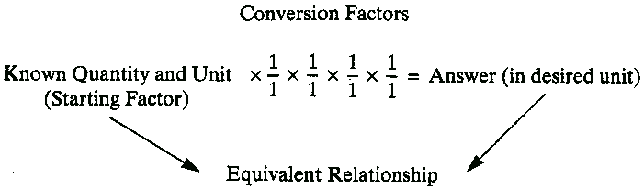 Conversion Factors
Known Quantity and Unit × 1/1 × 1/1 × 1/1 × 1/1 = Answer (in desired unit)
(Starting Factor)
Equivalent Relationship